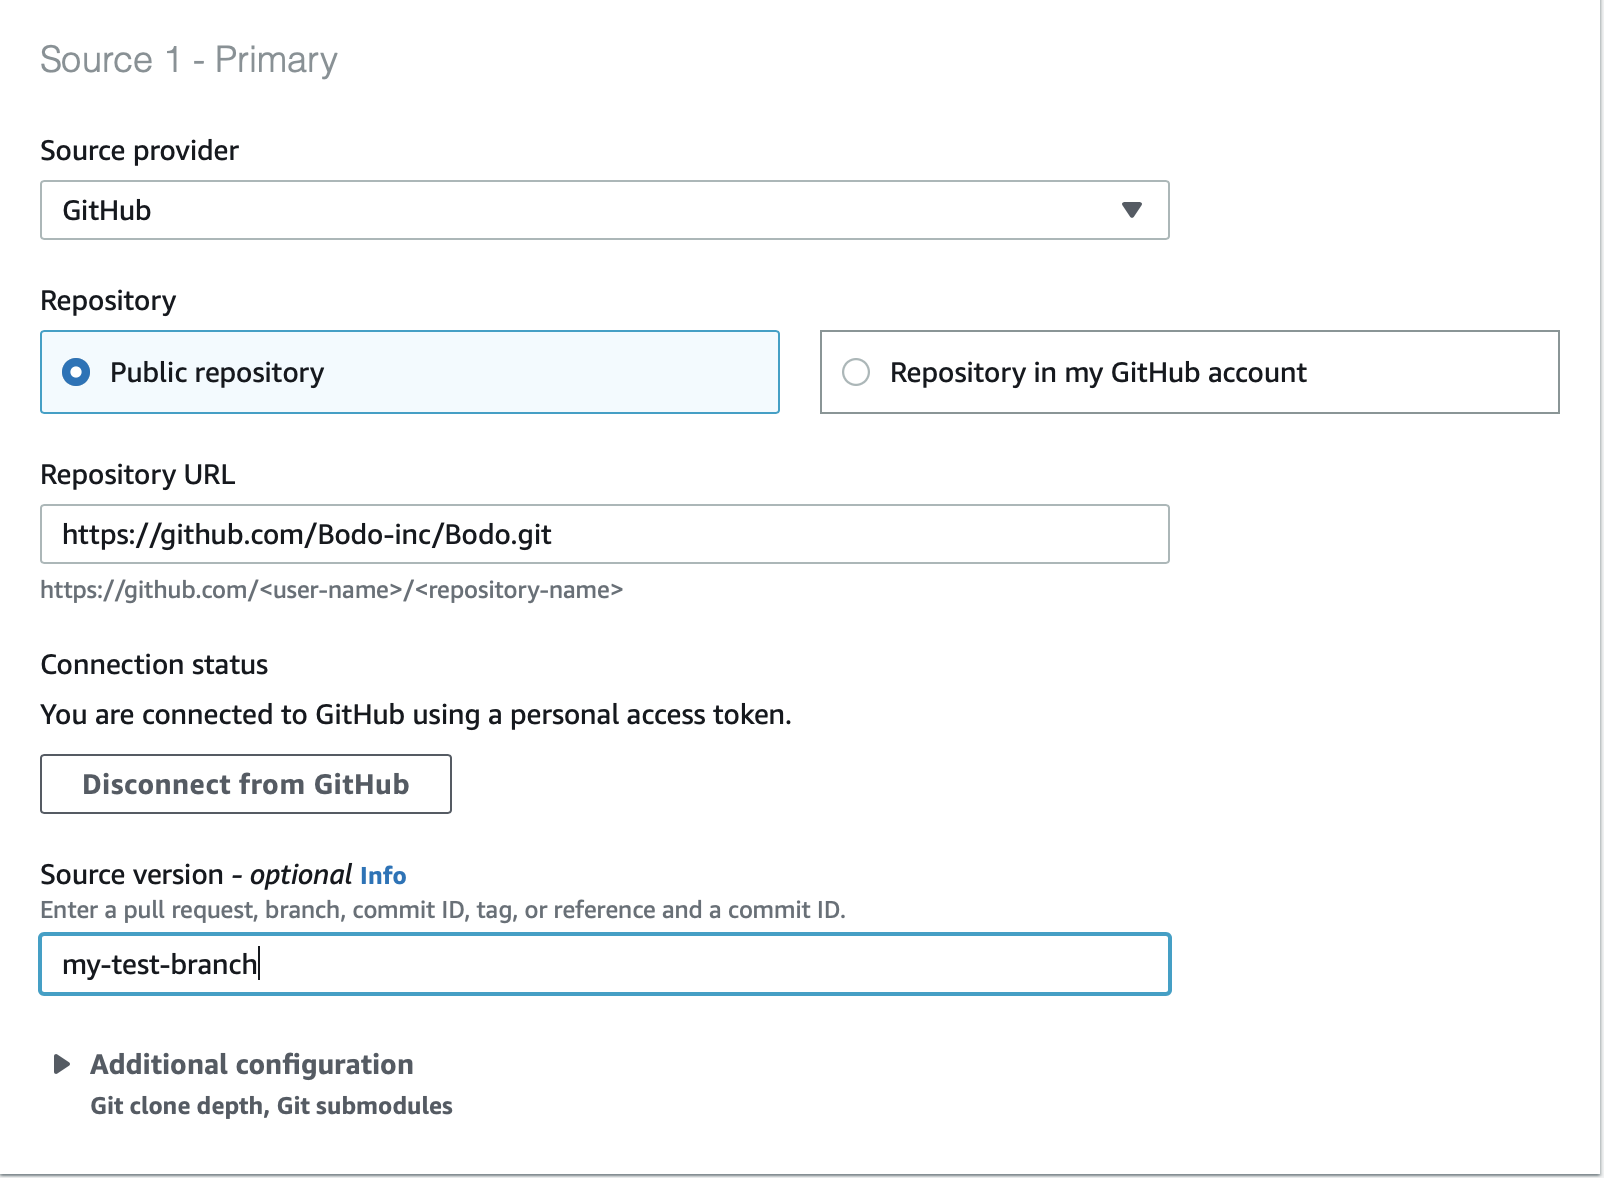 Source 1 - Primary
Source provider
GitHub
Repository
Public repository
Repository in my GitHub account
Repository URL
https://github.com/Bodo-inc/Bodo.git
https://github.com/<user-name>/<repository-name>
Connection status
You are connected to GitHub using a personal access token.
Disconnect from GitHub
Source version - optional Info
Enter a pull request, branch, commit ID, tag, or reference and a commit ID.
my-test-branch
Additional configuration
Git clone depth, Git submodules